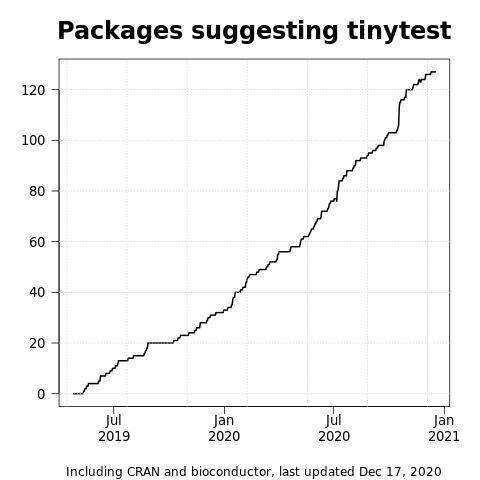 Packages suggesting tinytest
120
100
80
60
40
20
0
Jul Jan Jul Jan
2019 2020 2020 2021
Including CRAN and bioconductor, last updated Dec 17, 2020